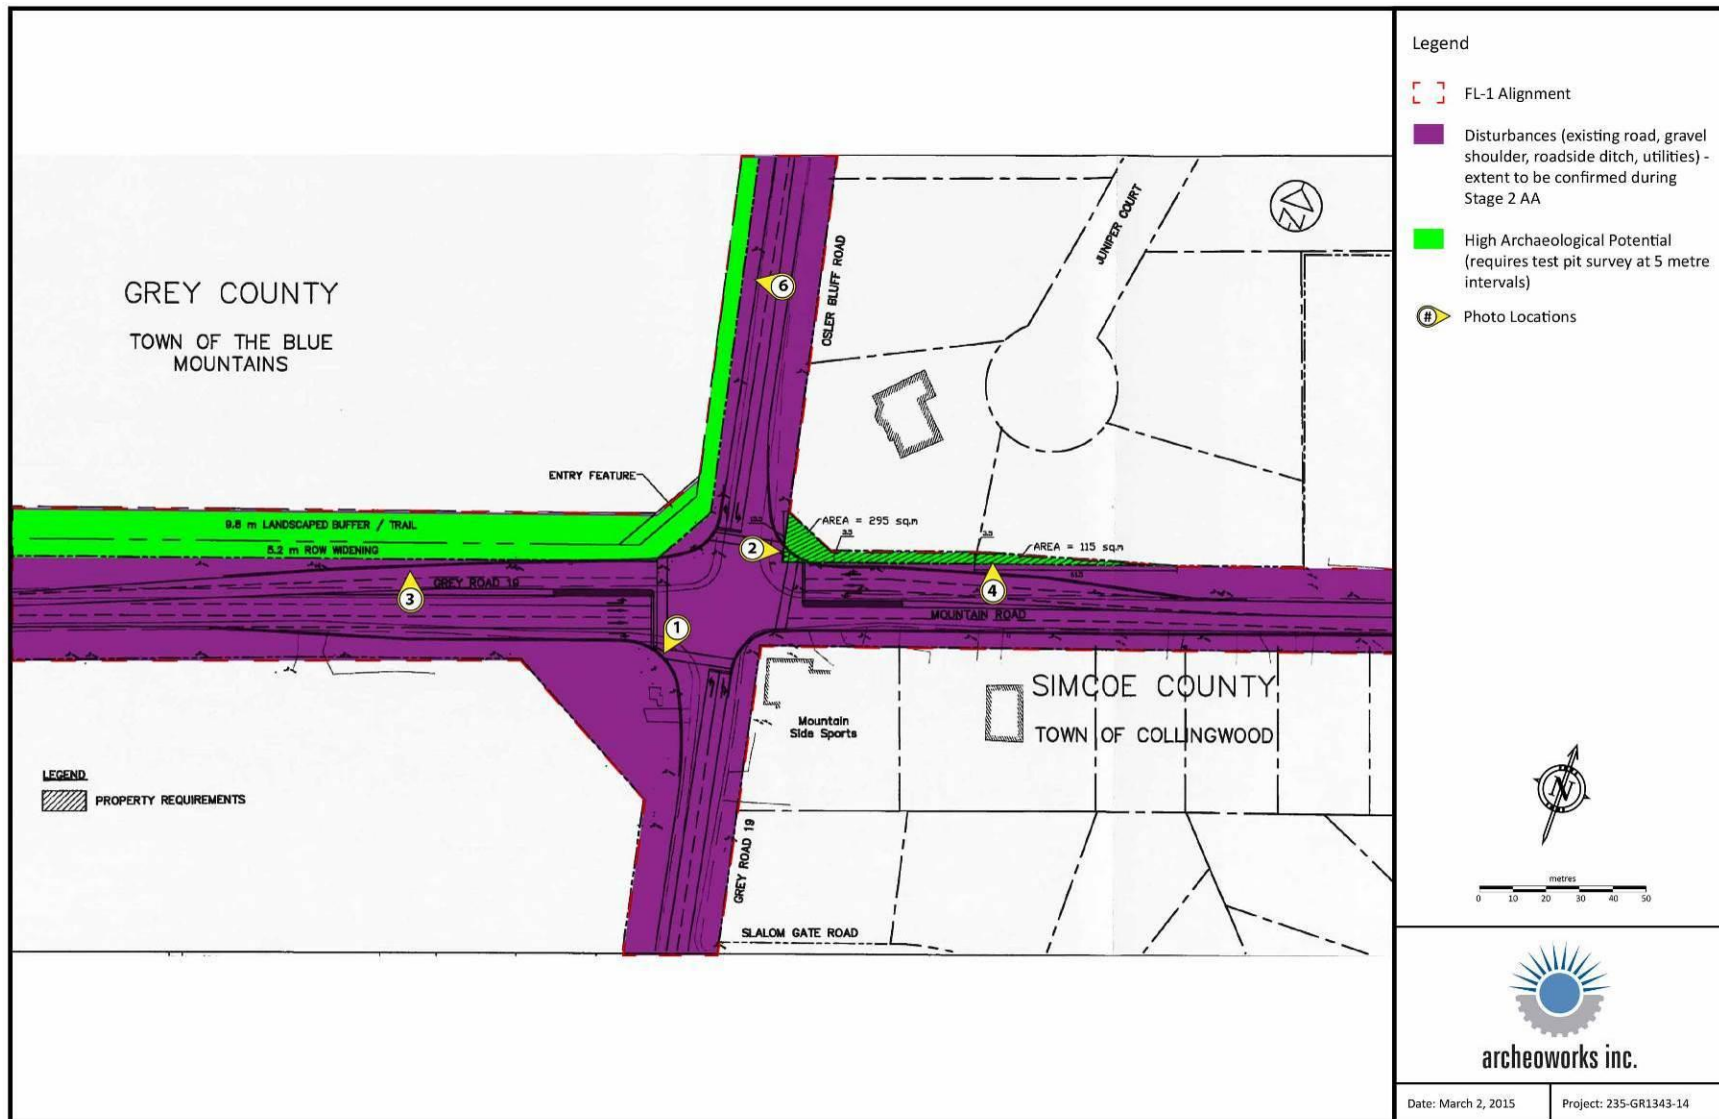 GREY COUNTY
TOWN OF THE BLUE
MOUNTAINS
ENTRY FEATURE
9.8 m LANDSCAPED BUFFER / TRAIL
5.2 m ROW WIDENING
GREY ROAD 19
OSLER BLUFF ROAD
JUNIPER COURT
AREA = 295 sq.m
AREA = 115 sq.m
MOUNTAIN ROAD
6
2
3
4
1
Mountain
Side Sports
SIMCOE COUNTY
TOWN OF COLLINGWOOD
LEGEND
PROPERTY REQUIREMENTS
GREY ROAD 19
SLALOM GATE ROAD
Legend
FL-1 Alignment
Disturbances (existing road, gravel
shoulder, roadside ditch, utilities) -
extent to be confirmed during
Stage 2 AA
High Archaeological Potential
(requires test pit survey at 5 metre
intervals)
#
Photo Locations
N
metres
0 10 20 30 40 50
archeoworks inc.
Date: March 2, 2015
Project: 235-GR1343-14